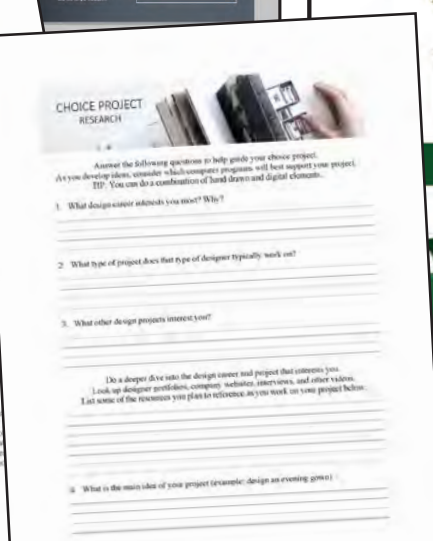 CHOICE PROJECT
RESEARCH
Answer the following questions to help guide your choice project.
As you develop ideas, consider which computer programs will best support your project.
TIP: You can do a combination of hand drawn and digital elements.
1. What design career interests you most? Why?
2. What type of project does that type of designer typically work on?
3. What other design projects interest you?
Do a deeper dive into the design career and project that interests you.
Look up designer portfolios, company websites, interviews, and other videos.
List some of the resources you plan to reference as you work on your project below.
4. What is the main idea of your project (example: design an evening gown)